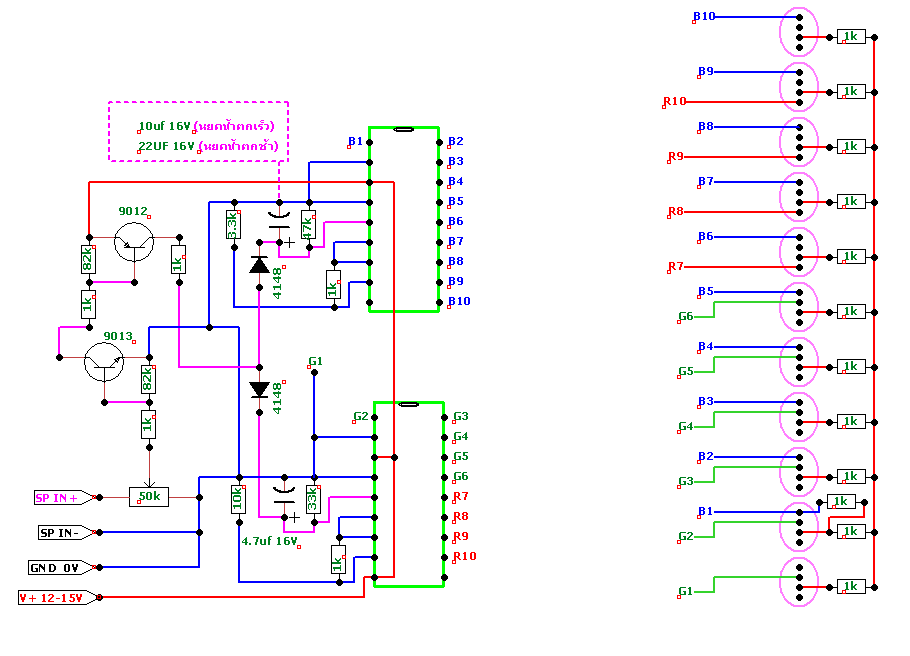 10uf 16V (หยดน้ำตกเร็ว)
22UF 16V (หยดน้ำตกช้า)
9012
82k
1k
1k
9013
82k
1k
50k
SP IN+
SP IN-
GND 0V
V+ 12-15V
3.3k
47k
4148
1k
B1
B2
B3
B4
B5
B6
B7
B8
B9
B10
4148
G1
10k
33k
4.7uf 16V
1k
G2
G3
G4
G5
G6
R7
R8
R9
R10
B10
1k
B9
R10
1k
B8
R9
1k
B7
R8
1k
B6
R7
1k
B5
G6
1k
B4
G5
1k
B3
G4
1k
B2
G3
1k
B1
1k
G2
1k
G1
1k